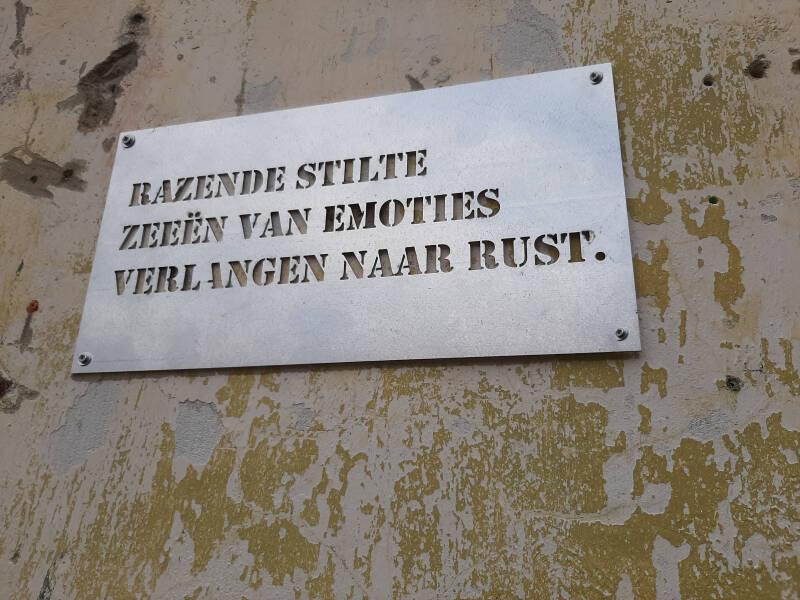 RAZENDE STILTE
ZEEËN VAN EMOTIES
VERLANGEN NAAR RUST.